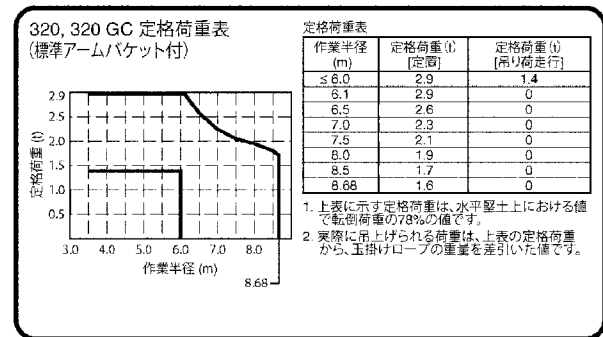 320, 320 GC 定格荷重表
(標準アームバケット付)
2.9
2.5
2.0
1.5
1.0
0.5
定格荷重 (t)
3.0 4.0 5.0 6.0 7.0 8.0
作業半径 (m)
8.68
定格荷重表
作業半径 (m) 定格荷重(t) [定置] 定格荷重(t) [吊り荷走行]
≤6.0 2.9 1.4
6.1 2.9 0
6.5 2.6 0
7.0 2.3 0
7.5 2.1 0
8.0 1.9 0
8.5 1.7 0
8.68 1.6 0
1. 上表に示す定格荷重は、水平堅土上における値
で転倒荷重の78%の値です。
2. 実際に吊上げられる荷重は、上表の定格荷重
から、玉掛けロープの重量を差引いた値です。